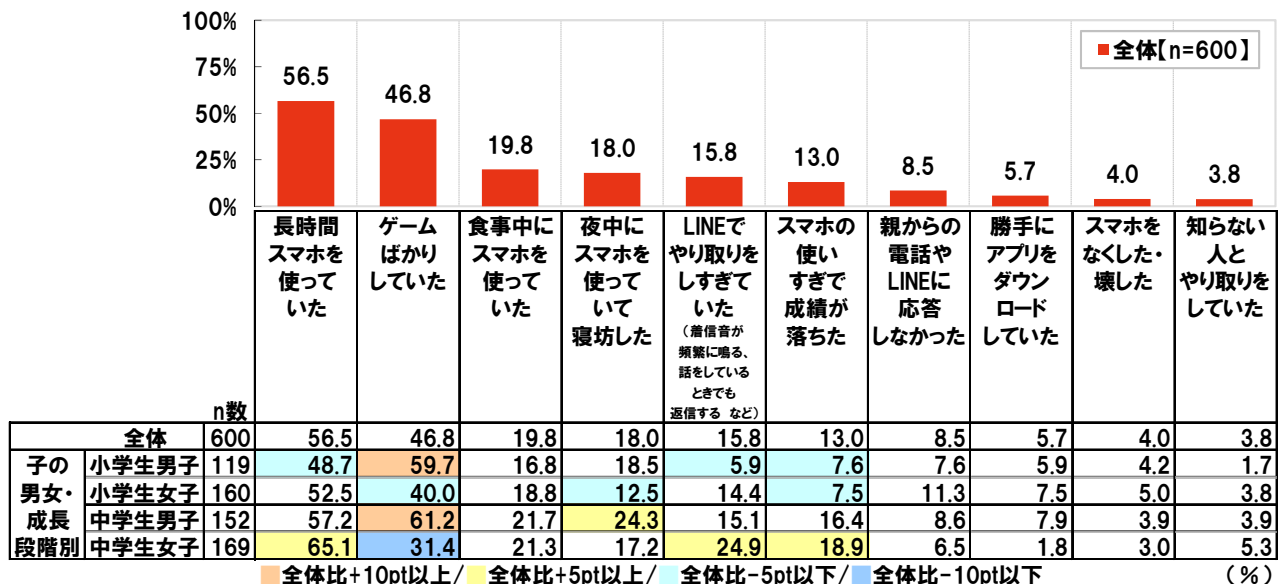 100%
75%
50%
25%
0%
■全体【n=600】
56.5
46.8
19.8
18.0
15.8
13.0
8.5
5.7
4.0
3.8
長時間
スマホを
使って
いた
ゲーム
ばかり
していた
食事中に
スマホを
使って
いた
夜中に
スマホを
使って
いて
寝坊した
LINEで
やり取りを
しすぎて
いた
(着信音が
頻繁に鳴る、
話をしている
ときでも
返信する など)
スマホの
使い
すぎで
成績が
落ちた
親からの
電話や
LINEに
応答
しなかった
勝手に
アプリを
ダウン
ロード
していた
スマホを
なくした・
壊した
知らない
人と
やり取りを
していた
n数
全体 600 56.5 46.8 19.8 18.0 15.8 13.0 8.5 5.7 4.0 3.8
子の 小学生男子 119 48.7 59.7 16.8 18.5 5.9 7.6 7.6 5.9 4.2 1.7
男女・ 小学生女子 160 52.5 40.0 18.8 12.5 14.4 7.5 11.3 7.5 5.0 3.8
成長 中学生男子 152 57.2 61.2 21.7 24.3 15.1 16.4 8.6 7.9 3.9 3.9
段階別 中学生女子 169 65.1 31.4 21.3 17.2 24.9 18.9 6.5 1.8 3.0 5.3
■全体比+10pt以上/ ■全体比+5pt以上/ ■全体比-5pt以下/ ■全体比-10pt以下 (%)